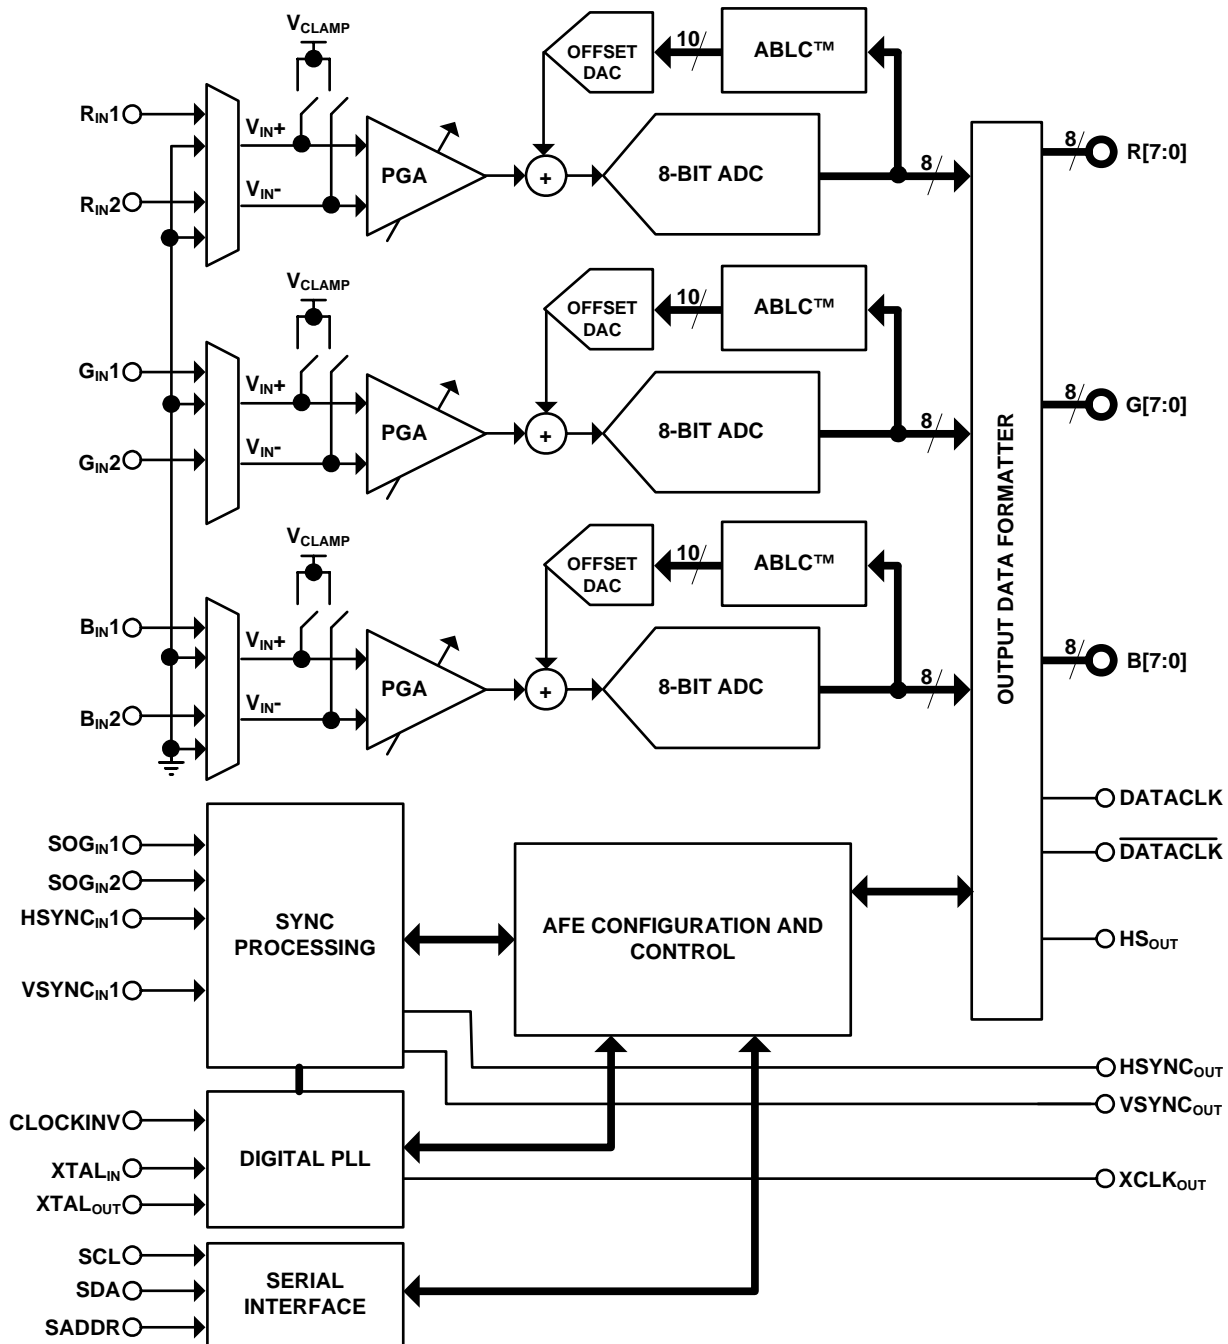 VCLAMP
OFFSET
DAC
10
ABLC™
RIN1
VIN+
PGA
+
8-BIT ADC
8
8
R[7:0]
RIN2
VIN-
VCLAMP
OFFSET
DAC
10
ABLC™
GIN1
VIN+
PGA
+
8-BIT ADC
8
8
G[7:0]
GIN2
VIN-
VCLAMP
OFFSET
DAC
10
ABLC™
BIN1
VIN+
PGA
+
8-BIT ADC
8
8
B[7:0]
BIN2
VIN-
OUTPUT DATA FORMATTER
DATACLK
DATACLK
HSOUT
SOGIN1
SOGIN2
HSYNCIN1
VSYNCIN1
SYNC
PROCESSING
AFE CONFIGURATION AND
CONTROL
HSYNCOUT
VSYNCOUT
CLOCKINV
XTALIN
XTALOUT
DIGITAL PLL
XCLKOUT
SCL
SDA
SADDR
SERIAL
INTERFACE